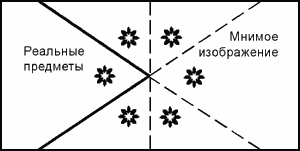 Реальные
предметы
Мнимое
изображение